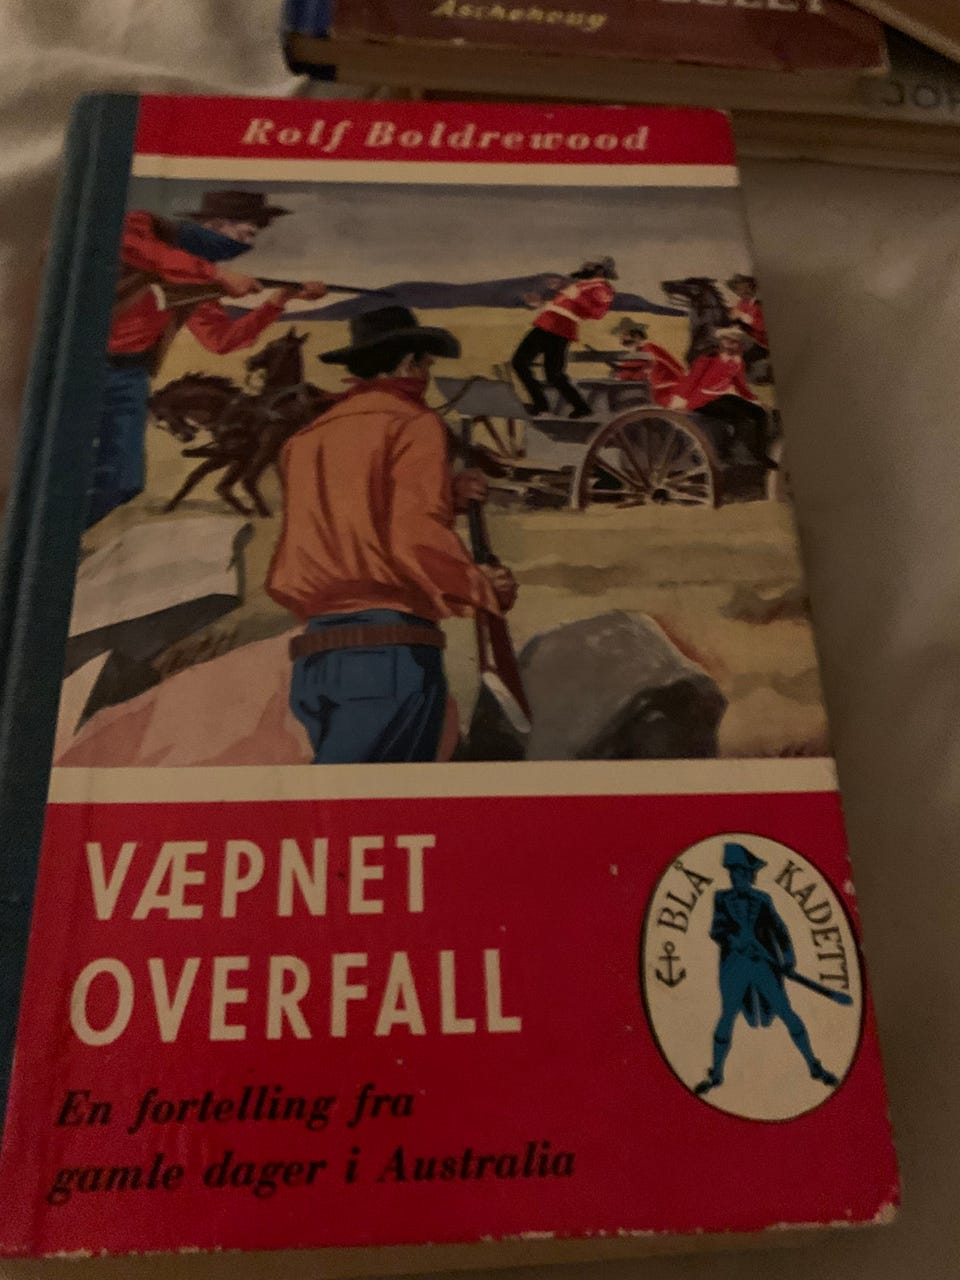 Aschehoug
Rolf Boldrewood
VÆPNET
OVERFALL
BLÅ KADETT
En fortelling fra
gamle dager i Australia